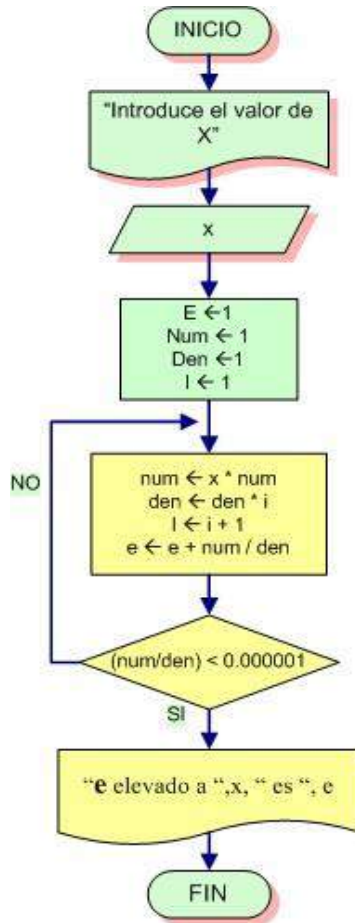 INICIO
“Introduce el valor de
X”
x
E ←1
Num ← 1
Den ←1
I ← 1
NO
num ← x * num
den ← den * i
I ← i + 1
e ← e + num / den
(num/den) < 0.000001
SI
“e elevado a “,x, “ es “, e
FIN